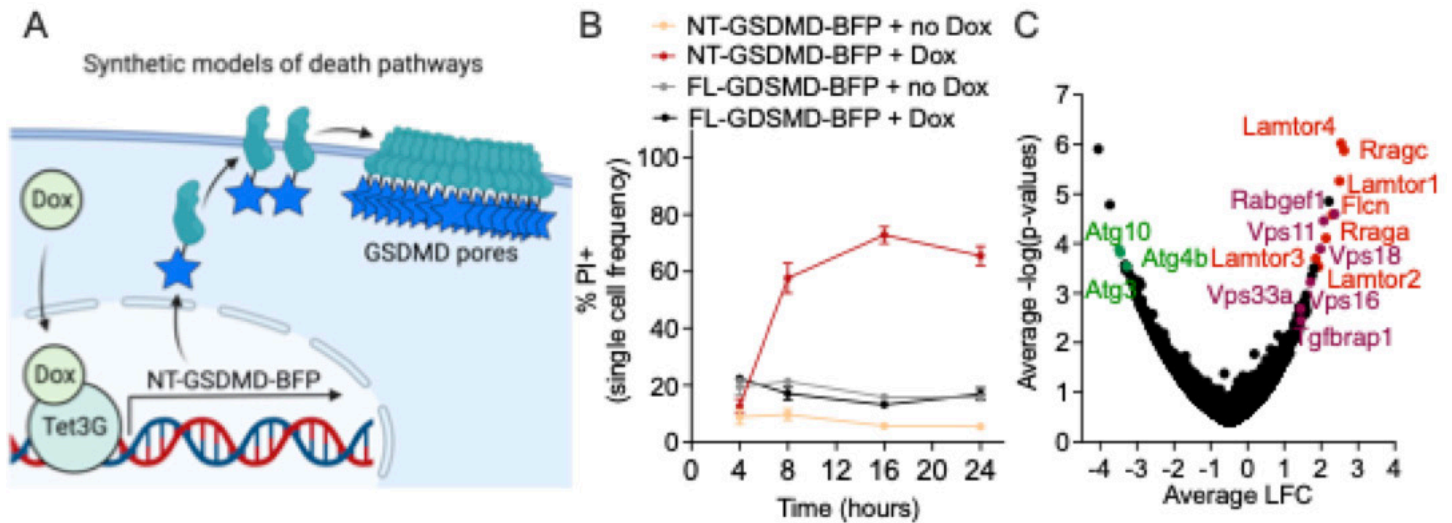 A
Synthetic models of death pathways
Dox
GSDMD pores
Dox
Tet3G
NT-GSDMD-BFP
B
NT-GSDMD-BFP + no Dox
NT-GSDMD-BFP + Dox
FL-GDSMD-BFP + no Dox
FL-GDSMD-BFP + Dox
% PI+
(single cell frequency)
100
80
60
40
20
0
0 4 8 12 16 20 24
Time (hours)
C
Average -log(p-values)
7
6
5
4
3
2
1
0
Lamtor4
Rragc
Lamtor1
Rabgef1
Flcn
Vps11
Rraga
Atg10
Atg4b
Lamtor3
Vps18
Lamtor2
Atg3
Vps33a
Vps16
Tgfbrap1
-4 -3 -2 -1 0 1 2 3 4
Average LFC